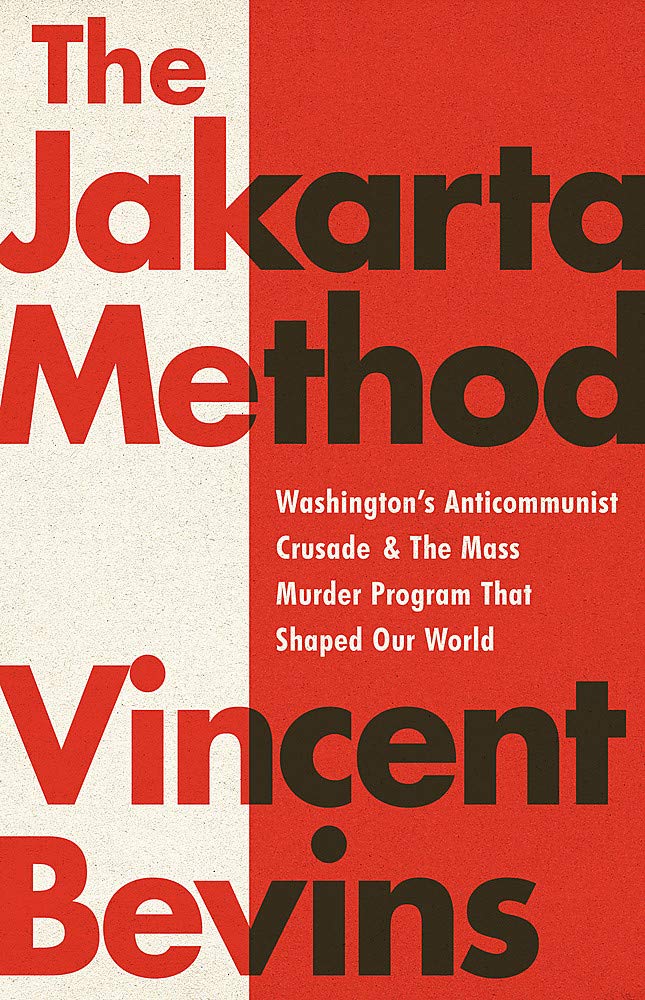 The
Jakarta
Method
Washington's Anticommunist
Crusade & The Mass
Murder Program That
Shaped Our World
Vincent
Bevins